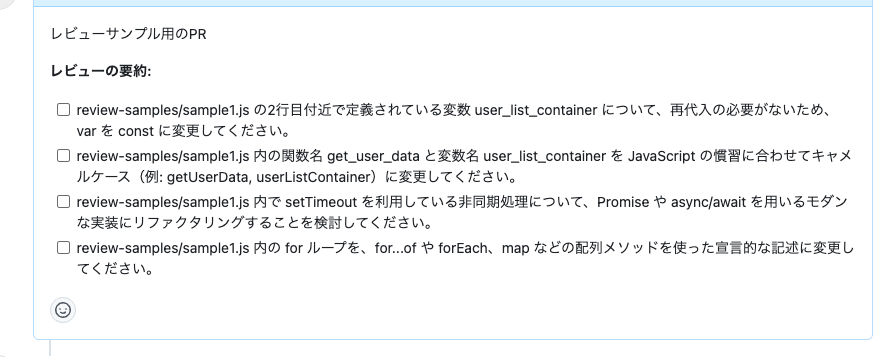 レビューサンプル用のPR
レビューの要約:
review-samples/sample1.js の2行目付近で定義されている変数 user_list_container について、再代入の必要がないため、
var を const に変更してください。
review-samples/sample1.js 内の関数名 get_user_data と変数名 user_list_container を JavaScript の慣習に合わせてキャメ
ルケース（例: getUserData, userListContainer）に変更してください。
review-samples/sample1.js 内で setTimeout を利用している非同期処理について、Promise や async/await を用いるモダン
な実装にリファクタリングすることを検討してください。
review-samples/sample1.js 内の for ループを、for...of や forEach、map などの配列メソッドを使った宣言的な記述に変更し
てください。